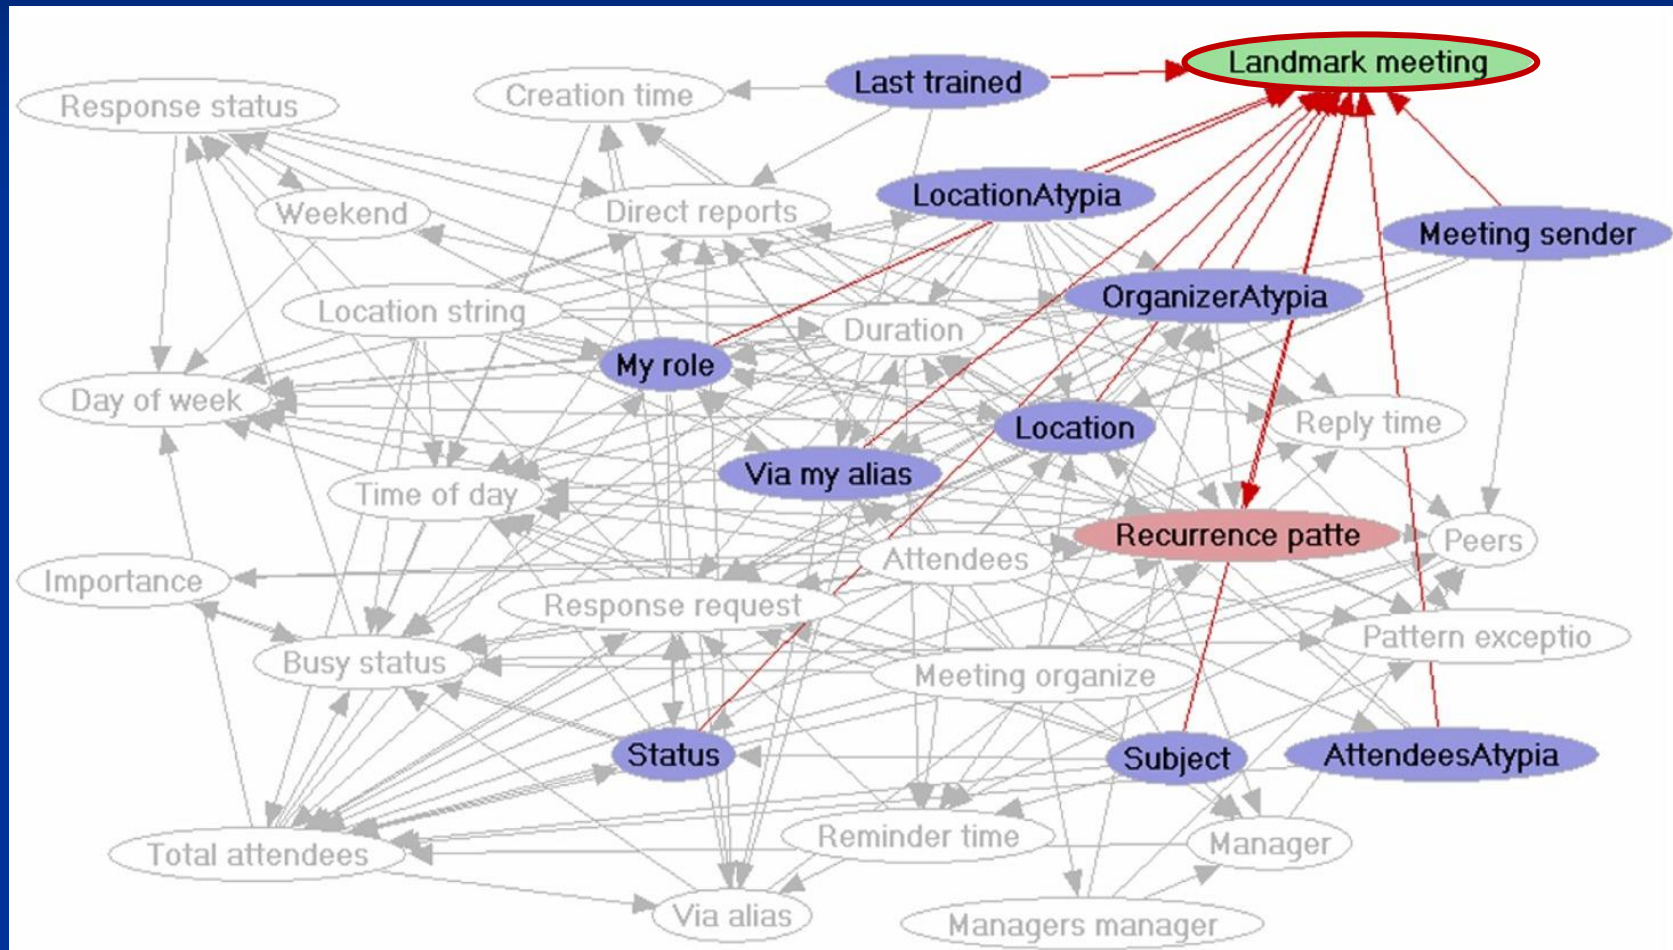 Landmark meeting
Last trained
Creation time
Response status
LocationAtypia
Direct reports
Weekend
Meeting sender
OrganizerAtypia
Location string
Duration
My role
Day of week
Reply time
Location
Via my alias
Time of day
Recurrence patte
Peers
Attendees
Importance
Response request
Pattern exceptio
Busy status
Meeting organize
Status
Subject
AttendeesAtypia
Reminder time
Manager
Total attendees
Via alias
Managers manager